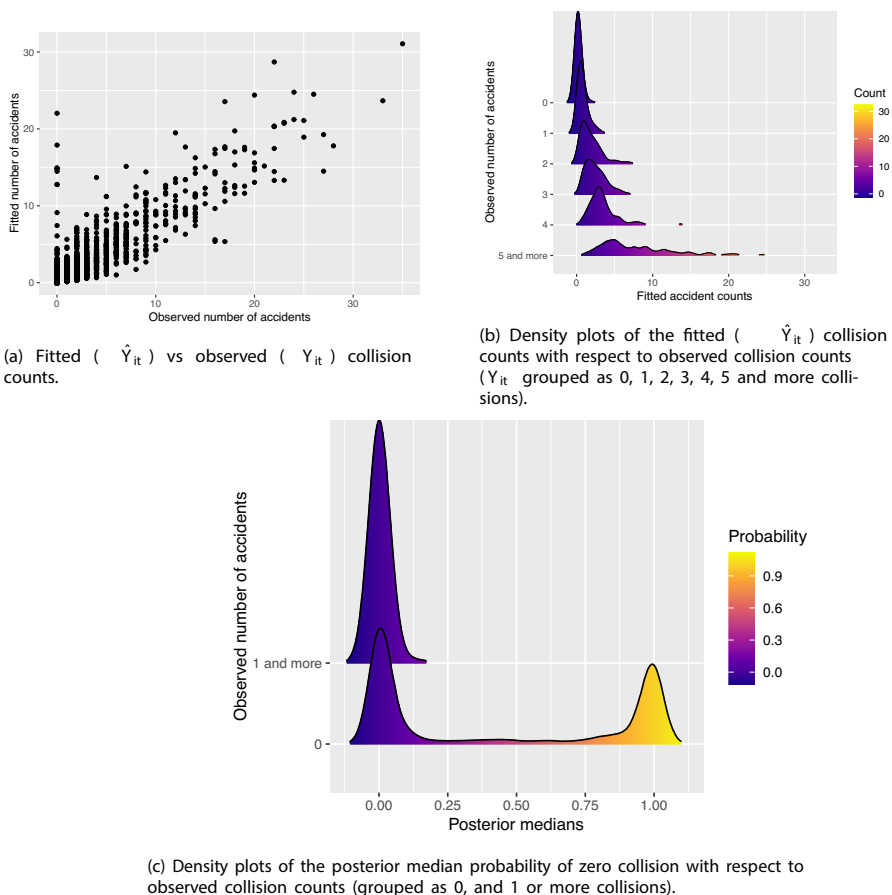 30
20
10
0
Fitted number of accidents
0
10
20
30
Observed number of accidents
(a) Fitted ( Ŷ it ) vs observed ( Y it ) collision
counts.
Observed number of accidents
0
1
2
3
4
5 and more
0
10
20
30
Fitted accident counts
Count
30
20
10
0
(b) Density plots of the fitted ( Ŷ it ) collision
counts with respect to observed collision counts
( Y it grouped as 0, 1, 2, 3, 4, 5 and more colli-
sions).
Observed number of accidents
1 and more
0
0.00
0.25
0.50
0.75
1.00
Posterior medians
Probability
0.9
0.6
0.3
0.0
(c) Density plots of the posterior median probability of zero collision with respect to
observed collision counts (grouped as 0, and 1 or more collisions).